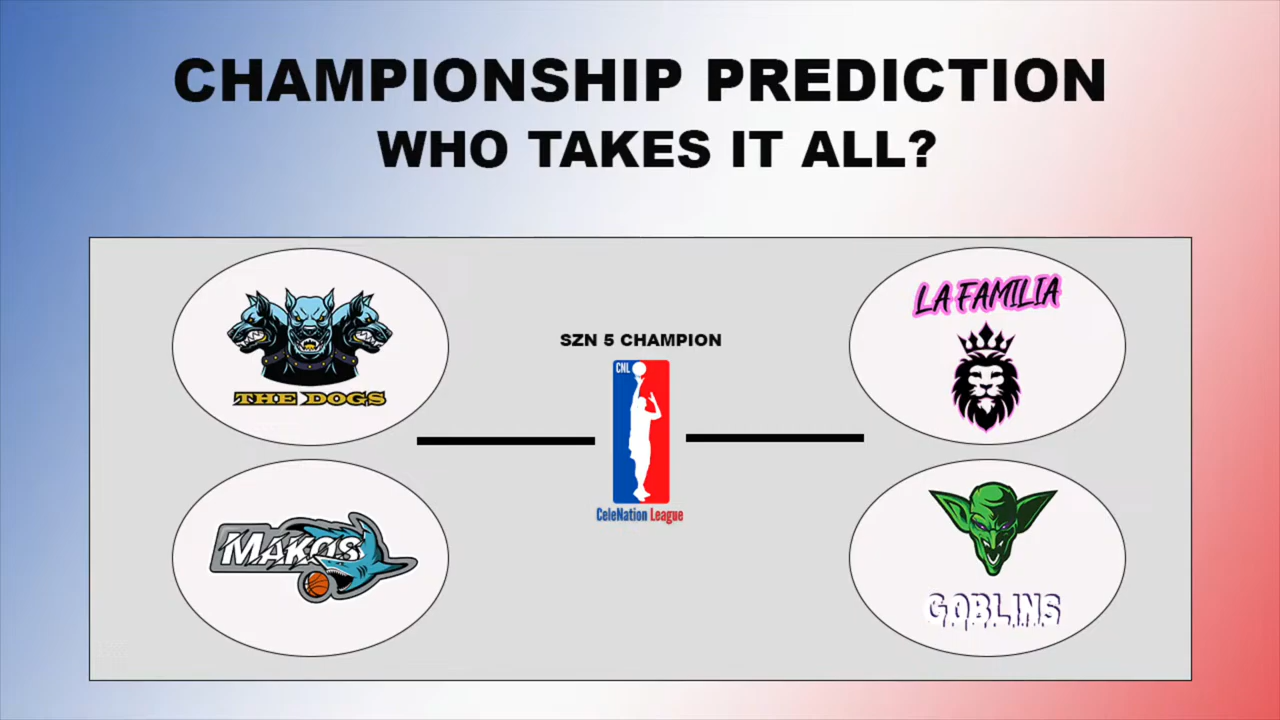 CHAMPIONSHIP PREDICTION
WHO TAKES IT ALL?
THE DOGS
MAKOS
SZN 5 CHAMPION
CNL
CeleNation League
LA FAMILIA
GOBLINS